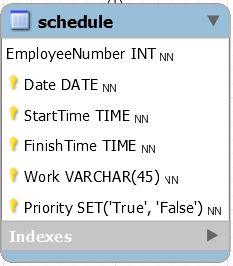 schedule
EmployeeNumber INT NN
Date DATE NN
StartTime TIME NN
FinishTime TIME NN
Work VARCHAR(45) NN
Priority SET('True', 'False') NN
Indexes